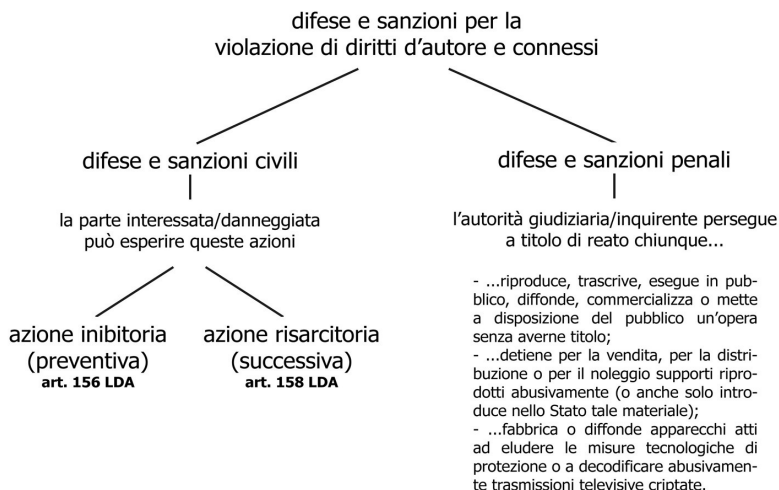 difese e sanzioni per la
violazione di diritti d'autore e connessi
difese e sanzioni civili
la parte interessata/danneggiata
può esperire queste azioni
azione inibitoria
(preventiva)
art. 156 LDA
azione risarcitoria
(successiva)
art. 158 LDA
difese e sanzioni penali
l'autorità giudiziaria/inquirente persegue
a titolo di reato chiunque...
- ...riproduce, trascrive, esegue in pub-
blico, diffonde, commercializza o mette
a disposizione del pubblico un'opera
senza averne titolo;
- ...detiene per la vendita, per la distri-
buzione o per il noleggio supporti ripro-
dotti abusivamente (o anche solo intro-
duce nello Stato tale materiale);
- ...fabbrica o diffonde apparecchi atti
ad eludere le misure tecnologiche di
protezione o a decodificare abusivamen-
te trasmissioni televisive criptate.